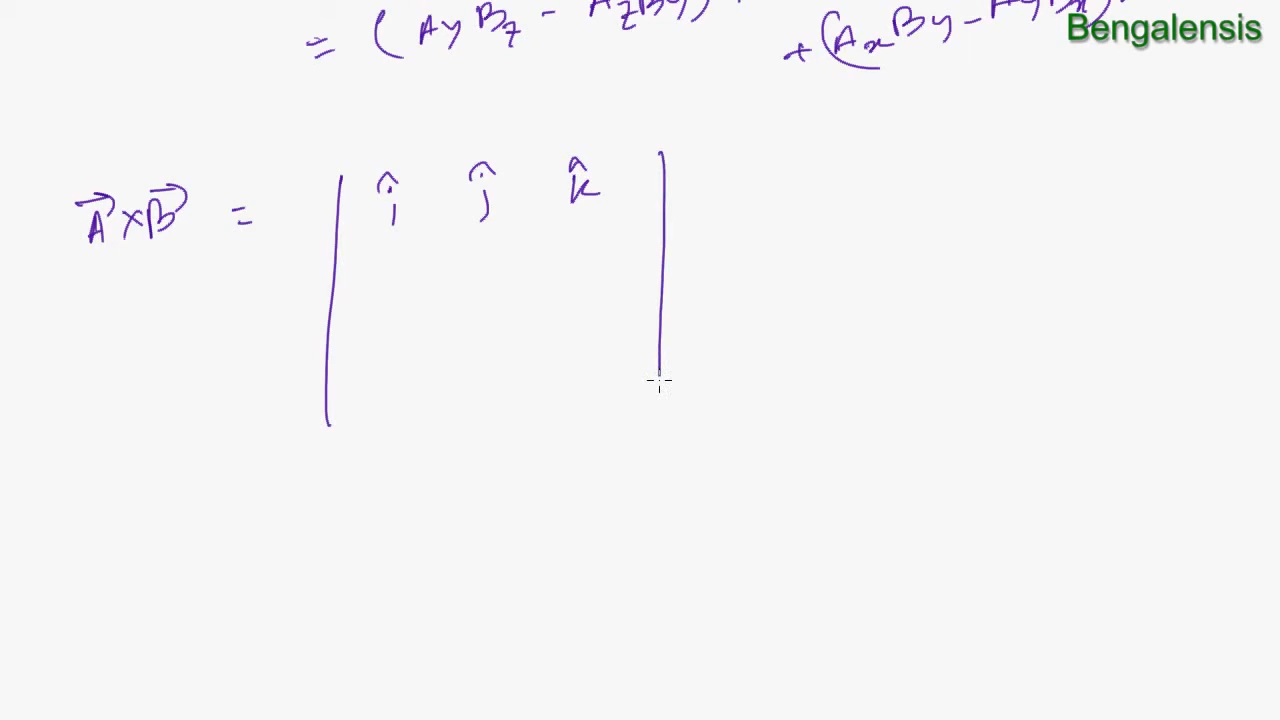 = (AyBz - AzBy)
+ (AxBy - AyBx)
Bengalensis
A⃗×B⃗ = | î ĵ k̂ |